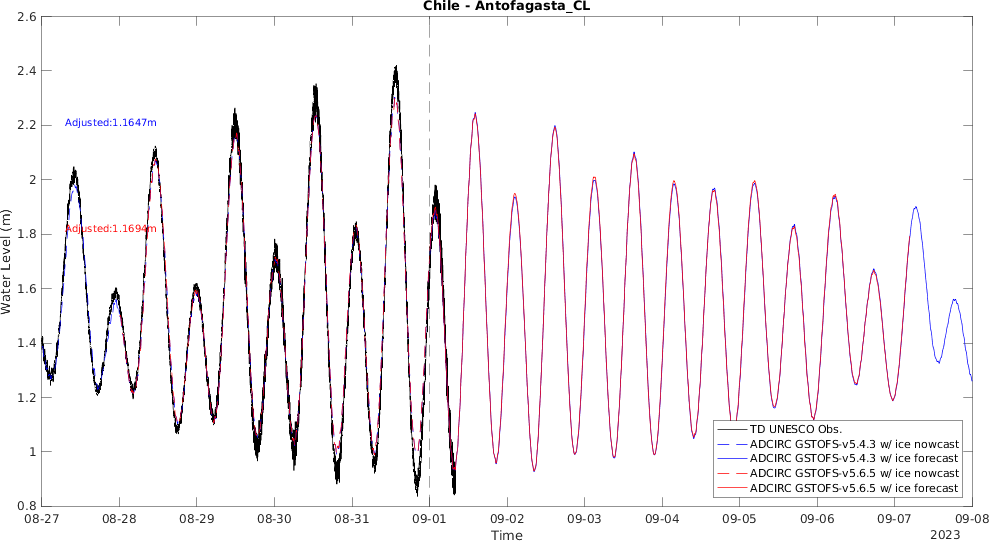 Chile - Antofagasta_CL
2.6
2.4
2.2
2
1.8
1.6
1.4
1.2
1
0.8
Water Level (m)
Adjusted:1.1647m
Adjusted:1.1694m
TD UNESCO Obs.
ADCIRC GSTOFS-v5.4.3 w/ ice nowcast
ADCIRC GSTOFS-v5.4.3 w/ ice forecast
ADCIRC GSTOFS-v5.6.5 w/ ice nowcast
ADCIRC GSTOFS-v5.6.5 w/ ice forecast
08-27 08-28 08-29 08-30 08-31 09-01 09-02 09-03 09-04 09-05 09-06 09-07 09-08
Time
2023